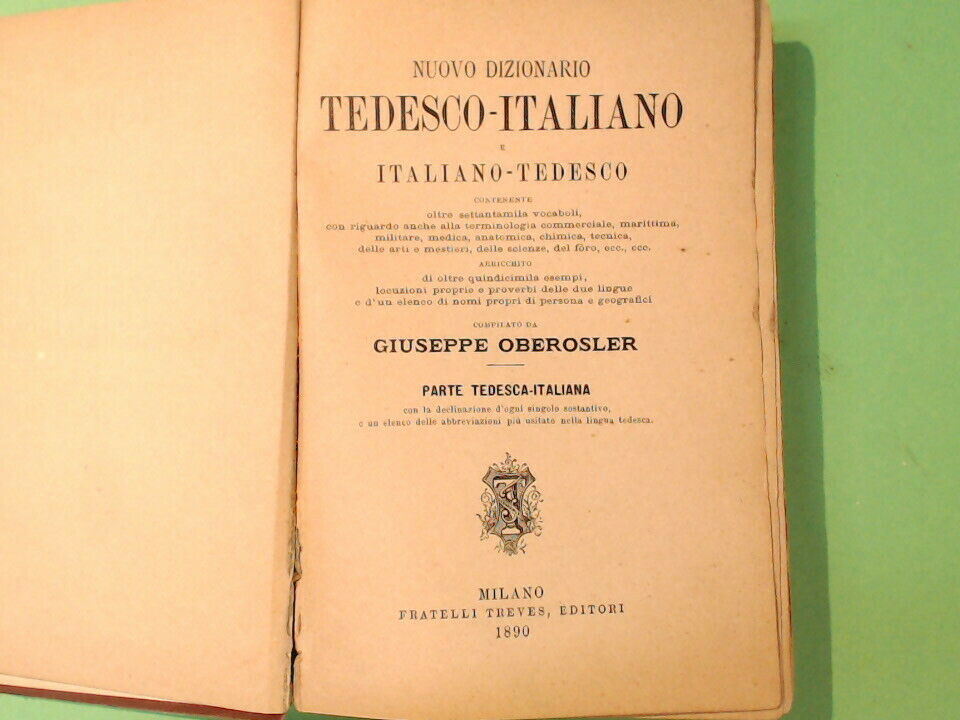 NUOVO DIZIONARIO
TEDESCO-ITALIANO
E
ITALIANO-TEDESCO
CONTENENTE
oltre settantamila vocaboli,
con riguardo anche alla terminologia commerciale, marittima,
militare, medica, anatomica, chimica, tecnica,
delle arti e mestieri, delle scienze, del fòro, ecc., ecc.
ARRICCHITO
di oltre quindicimila esempi,
locuzioni proprie e proverbi delle due lingue
e d'un elenco di nomi propri di persona e geografici
COMPILATO DA
GIUSEPPE OBEROSLER
PARTE TEDESCA-ITALIANA
con la declinazione d'ogni singolo sostantivo,
e un elenco delle abbreviazioni più usitate nella lingua tedesca.
MILANO
FRATELLI TREVES, EDITORI
1890